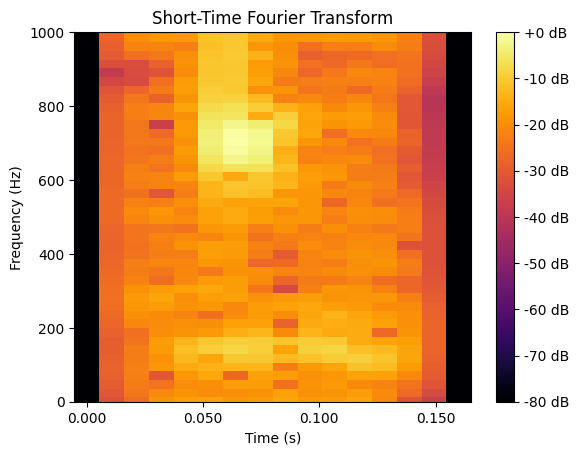 Short-Time Fourier Transform
1000
800
600
400
200
0
Frequency (Hz)
0.000
0.050
0.100
0.150
Time (s)
+0 dB
-10 dB
-20 dB
-30 dB
-40 dB
-50 dB
-60 dB
-70 dB
-80 dB